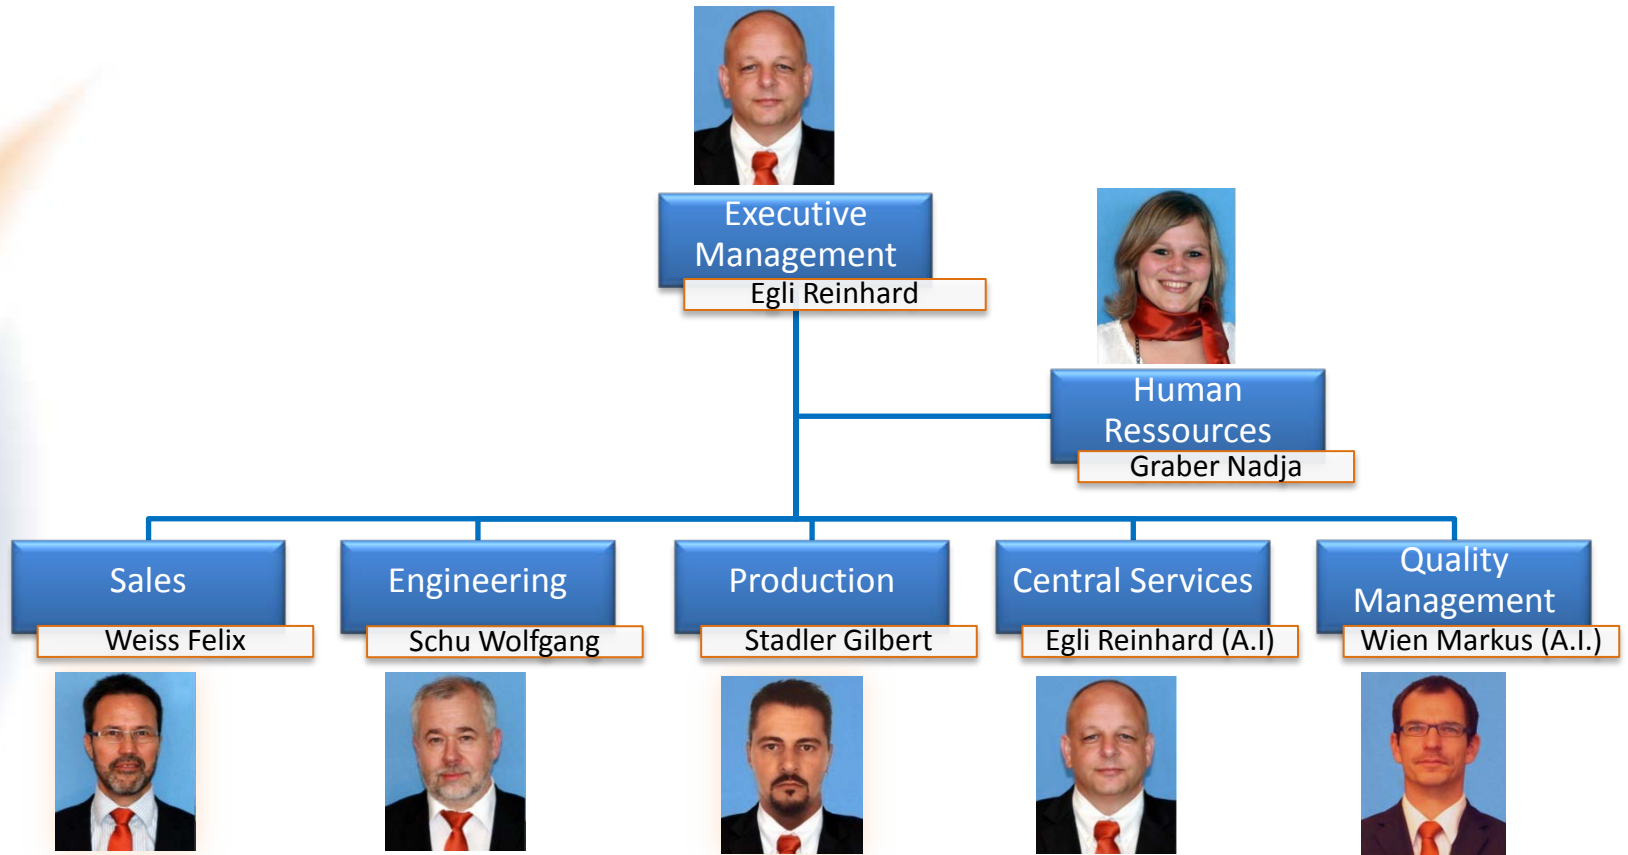 Executive
Management
Egli Reinhard
Human
Ressources
Graber Nadja
Sales
Weiss Felix
Engineering
Schu Wolfgang
Production
Stadler Gilbert
Central Services
Egli Reinhard (A.I)
Quality
Management
Wien Markus (A.I.)